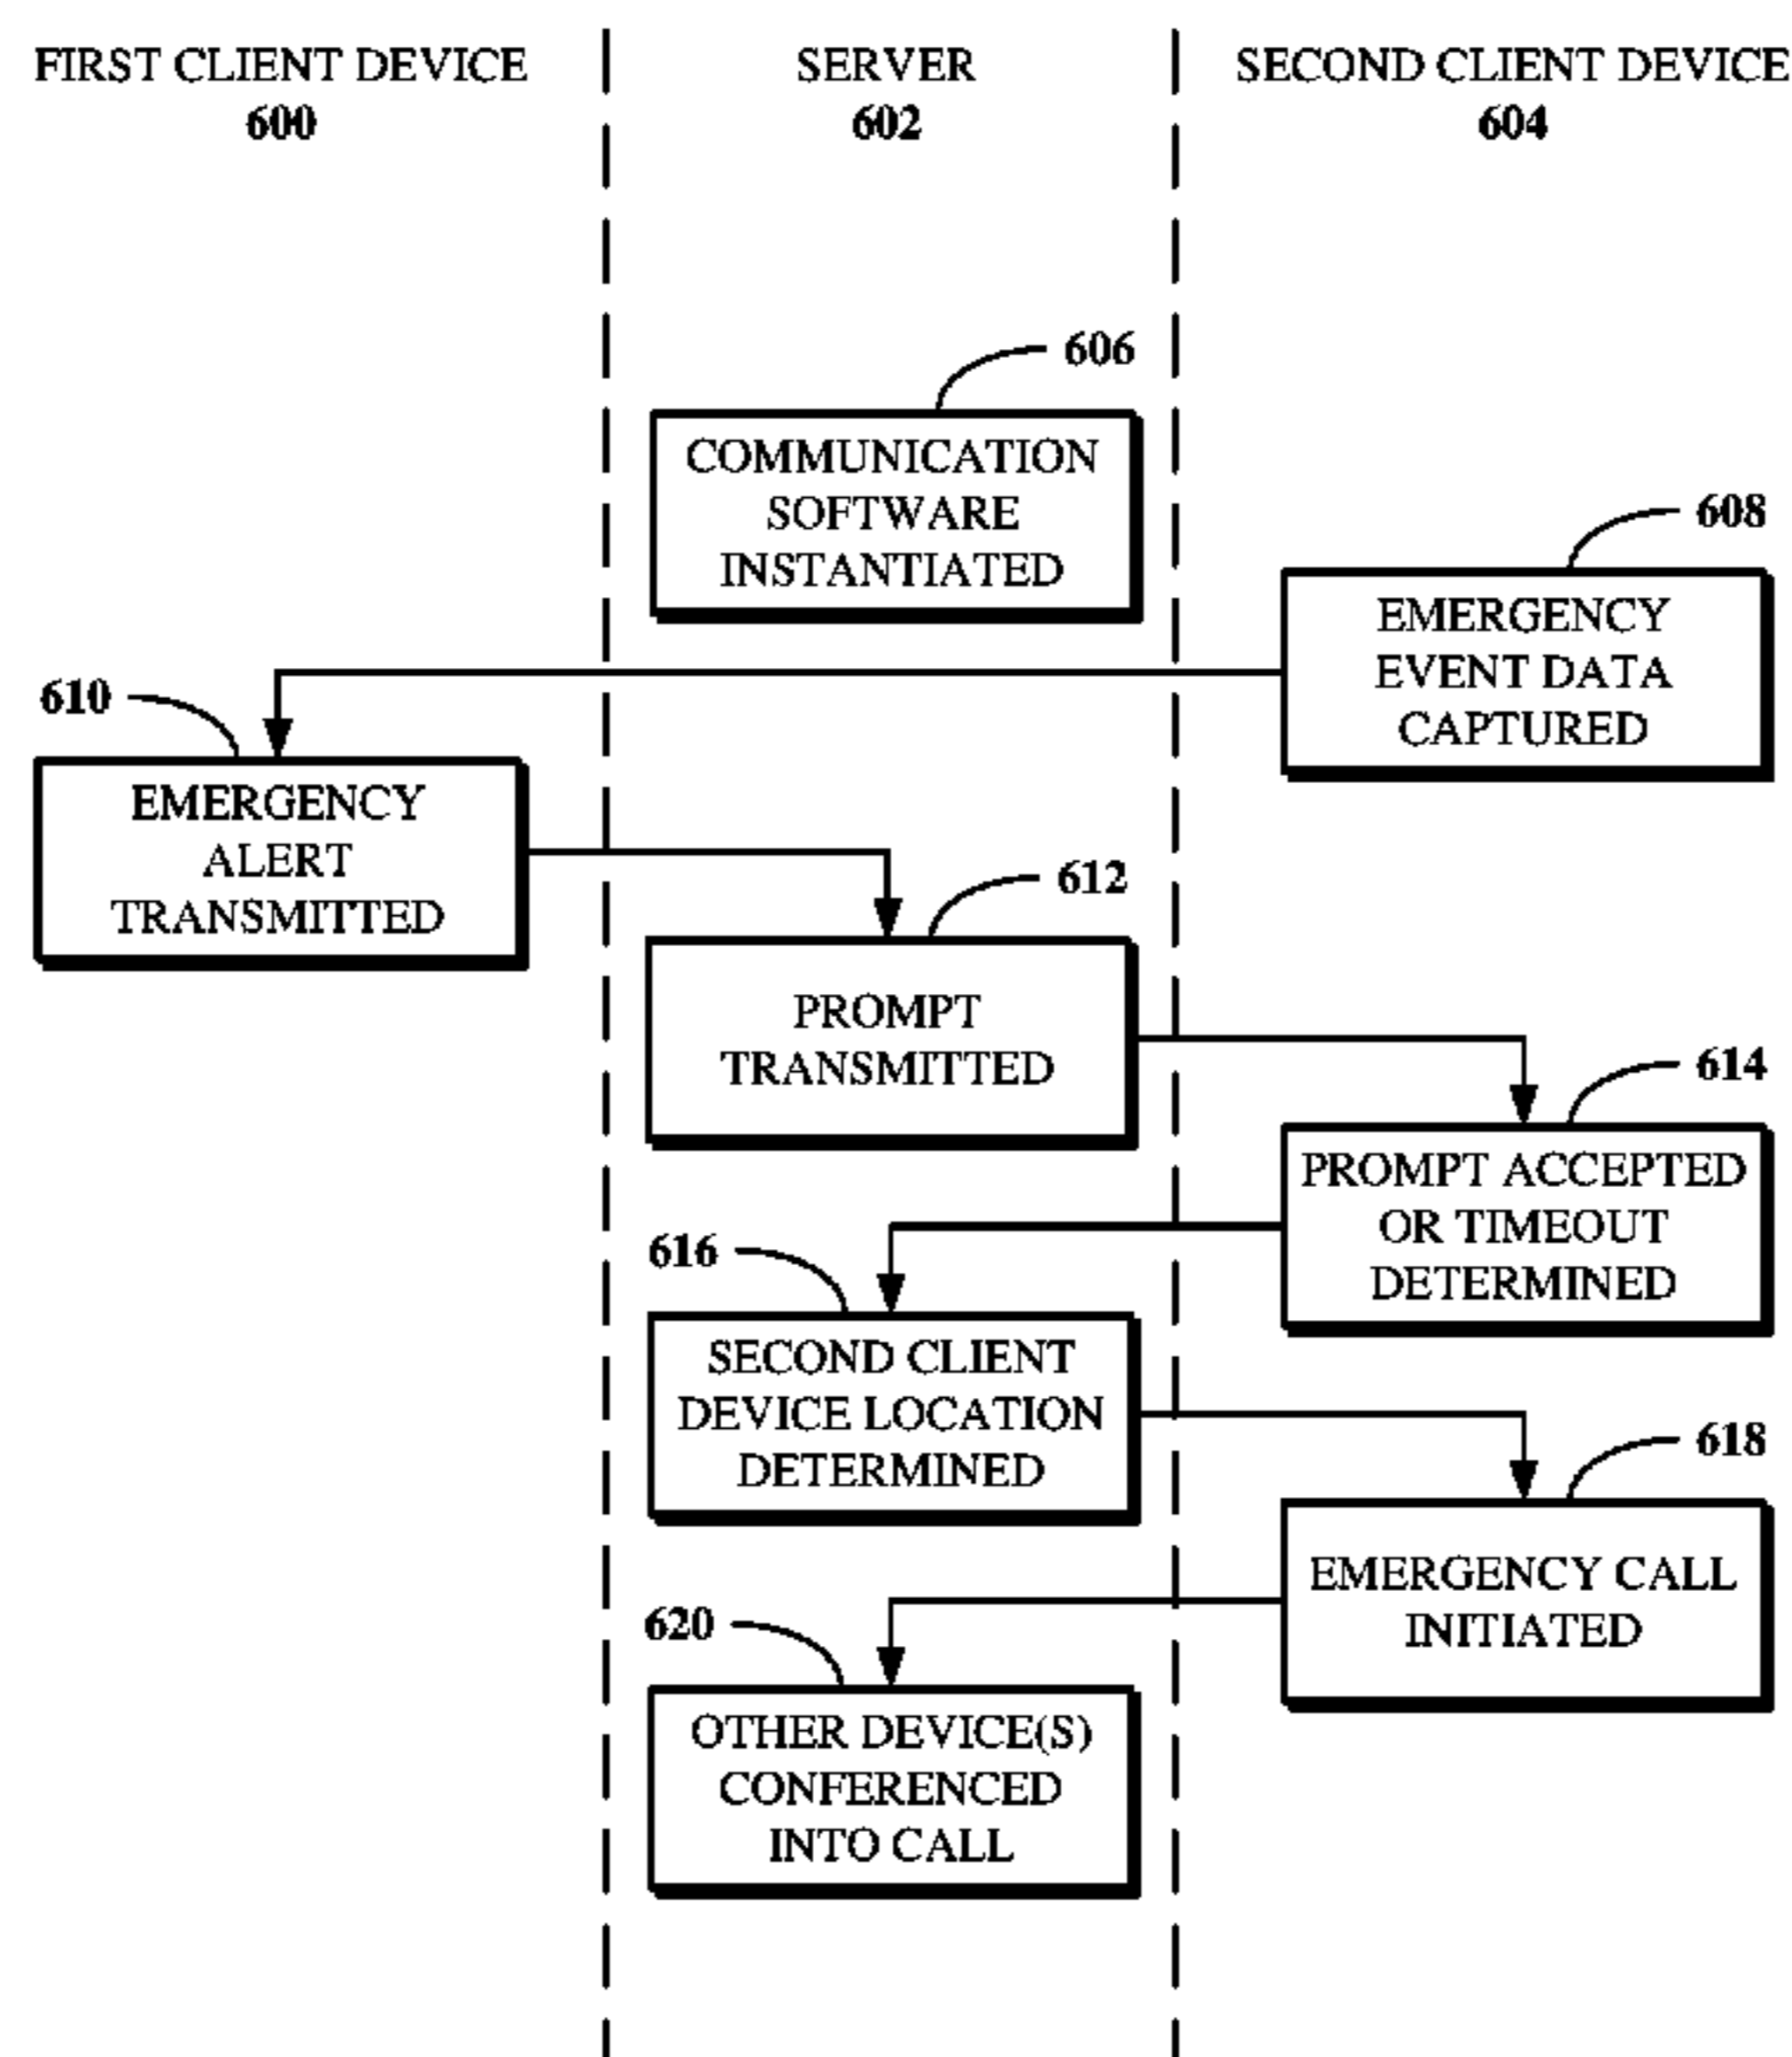 FIRST CLIENT DEVICE
600
SERVER
602
SECOND CLIENT DEVICE
604
606
COMMUNICATION
SOFTWARE
INSTANTIATED
608
EMERGENCY
EVENT DATA
CAPTURED
610
EMERGENCY
ALERT
TRANSMITTED
612
PROMPT
TRANSMITTED
614
PROMPT ACCEPTED
OR TIMEOUT
DETERMINED
616
SECOND CLIENT
DEVICE LOCATION
DETERMINED
618
EMERGENCY CALL
INITIATED
620
OTHER DEVICE(S)
CONFERENCED
INTO CALL